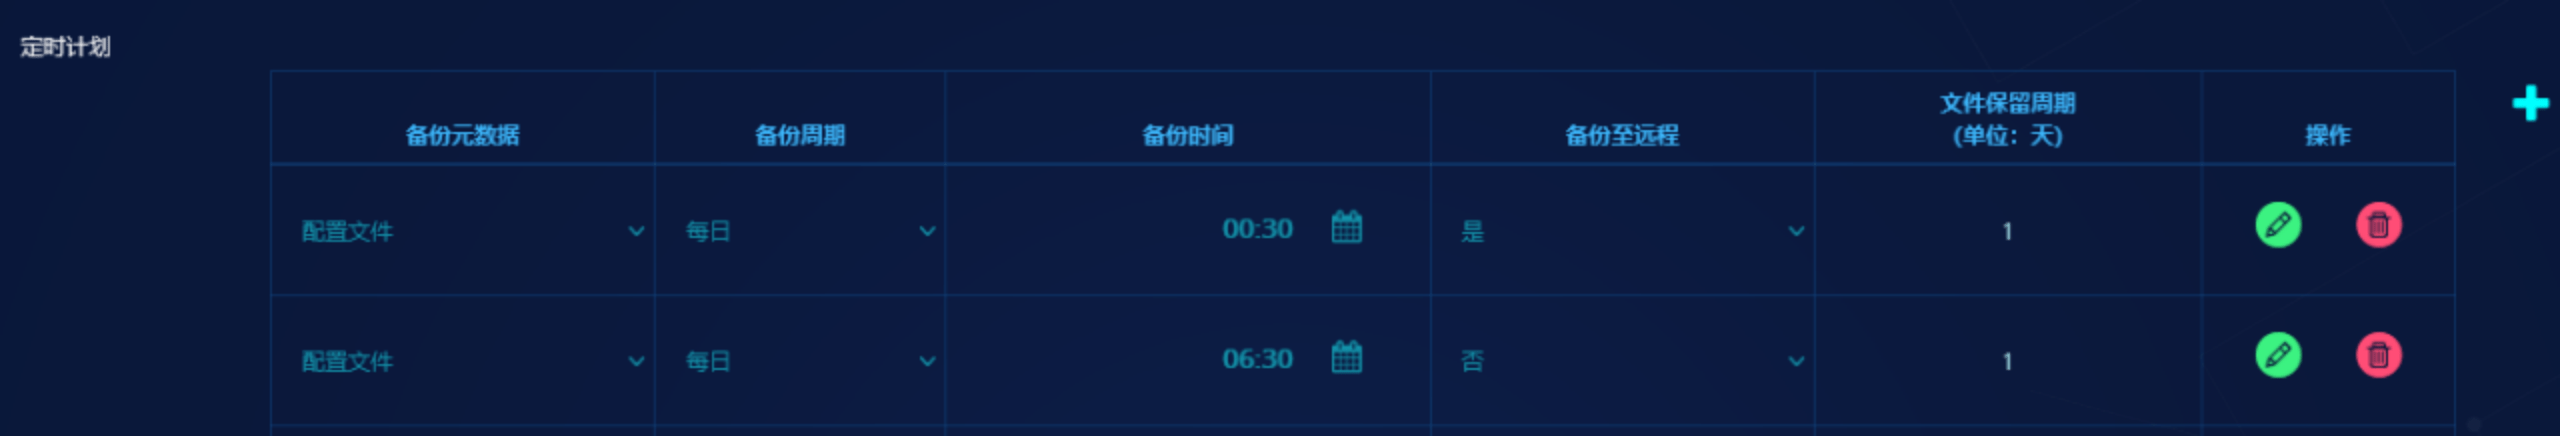 定时计划
备份元数据 备份周期 备份时间 备份至远程 文件保留周期
(单位：天) 操作
配置文件 每日 00:30 是 1
配置文件 每日 06:30 否 1